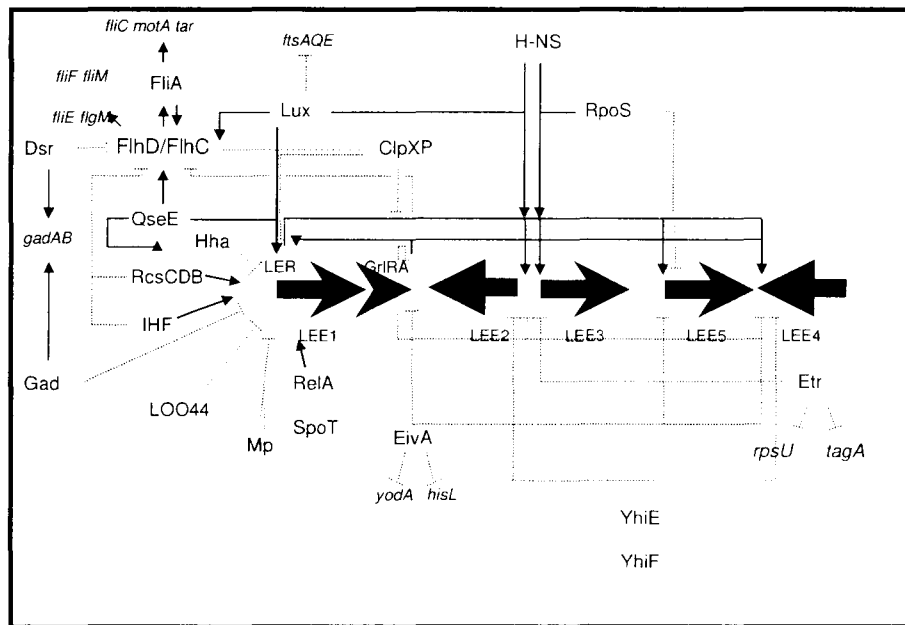 fliC motA tar
ftsAQE
H-NS
fliF fliM
FliA
fliE flgM
Lux
RpoS
Dsr
FlhD/FlhC
ClpXP
QseE
gadAB
Hha
LER
GrlRA
RcsCDB
IHF
LEE1
LEE2
LEE3
LEE5
LEE4
Gad
RelA
Etr
LOO44
SpoT
Mp
EivA
rpsU
tagA
yodA
hisL
YhiE
YhiF